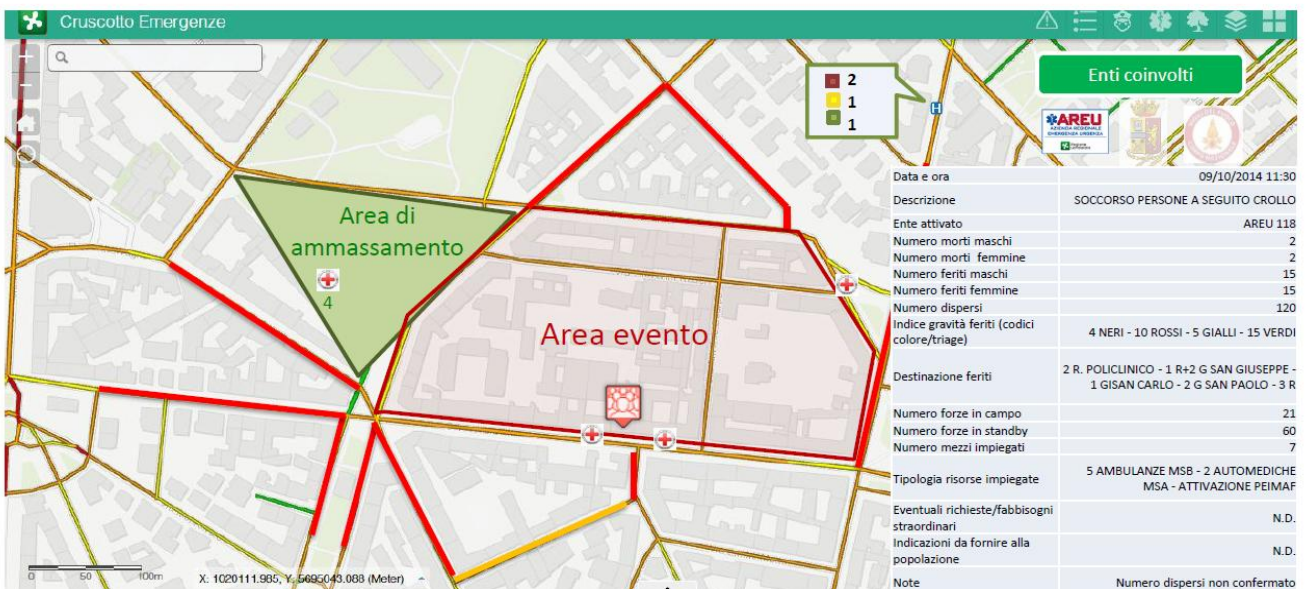 Cruscotto Emergenze
2
1
1
Enti coinvolti
AREU
AZIENDA REGIONALE
EMERGENZA URGENZA
Area di
ammassamento
4
Area evento
H
Data e ora 09/10/2014 11:30
Descrizione SOCCORSO PERSONE A SEGUITO CROLLO
Ente attivato AREU 118
Numero morti maschi 2
Numero morti femmine 2
Numero feriti maschi 15
Numero feriti femmine 15
Numero dispersi 120
Indice gravità feriti (codici
colore/triage) 4 NERI - 10 ROSSI - 5 GIALLI - 15 VERDI
Destinazione feriti 2 R. POLICLINICO - 1 R+2 G SAN GIUSEPPE -
1 GISAN CARLO - 2 G SAN PAOLO - 3 R
Numero forze in campo 21
Numero forze in standby 60
Numero mezzi impiegati 7
Tipologia risorse impiegate 5 AMBULANZE MSB - 2 AUTOMEDICHE
MSA - ATTIVAZIONE PEIMAF
Eventuali richieste/fabbisogni
straordinari N.D.
Indicazioni da fornire alla
popolazione N.D.
Note Numero dispersi non confermato
0 50 100m
X: 1020111.985, Y: 5695043.088 (Meter)